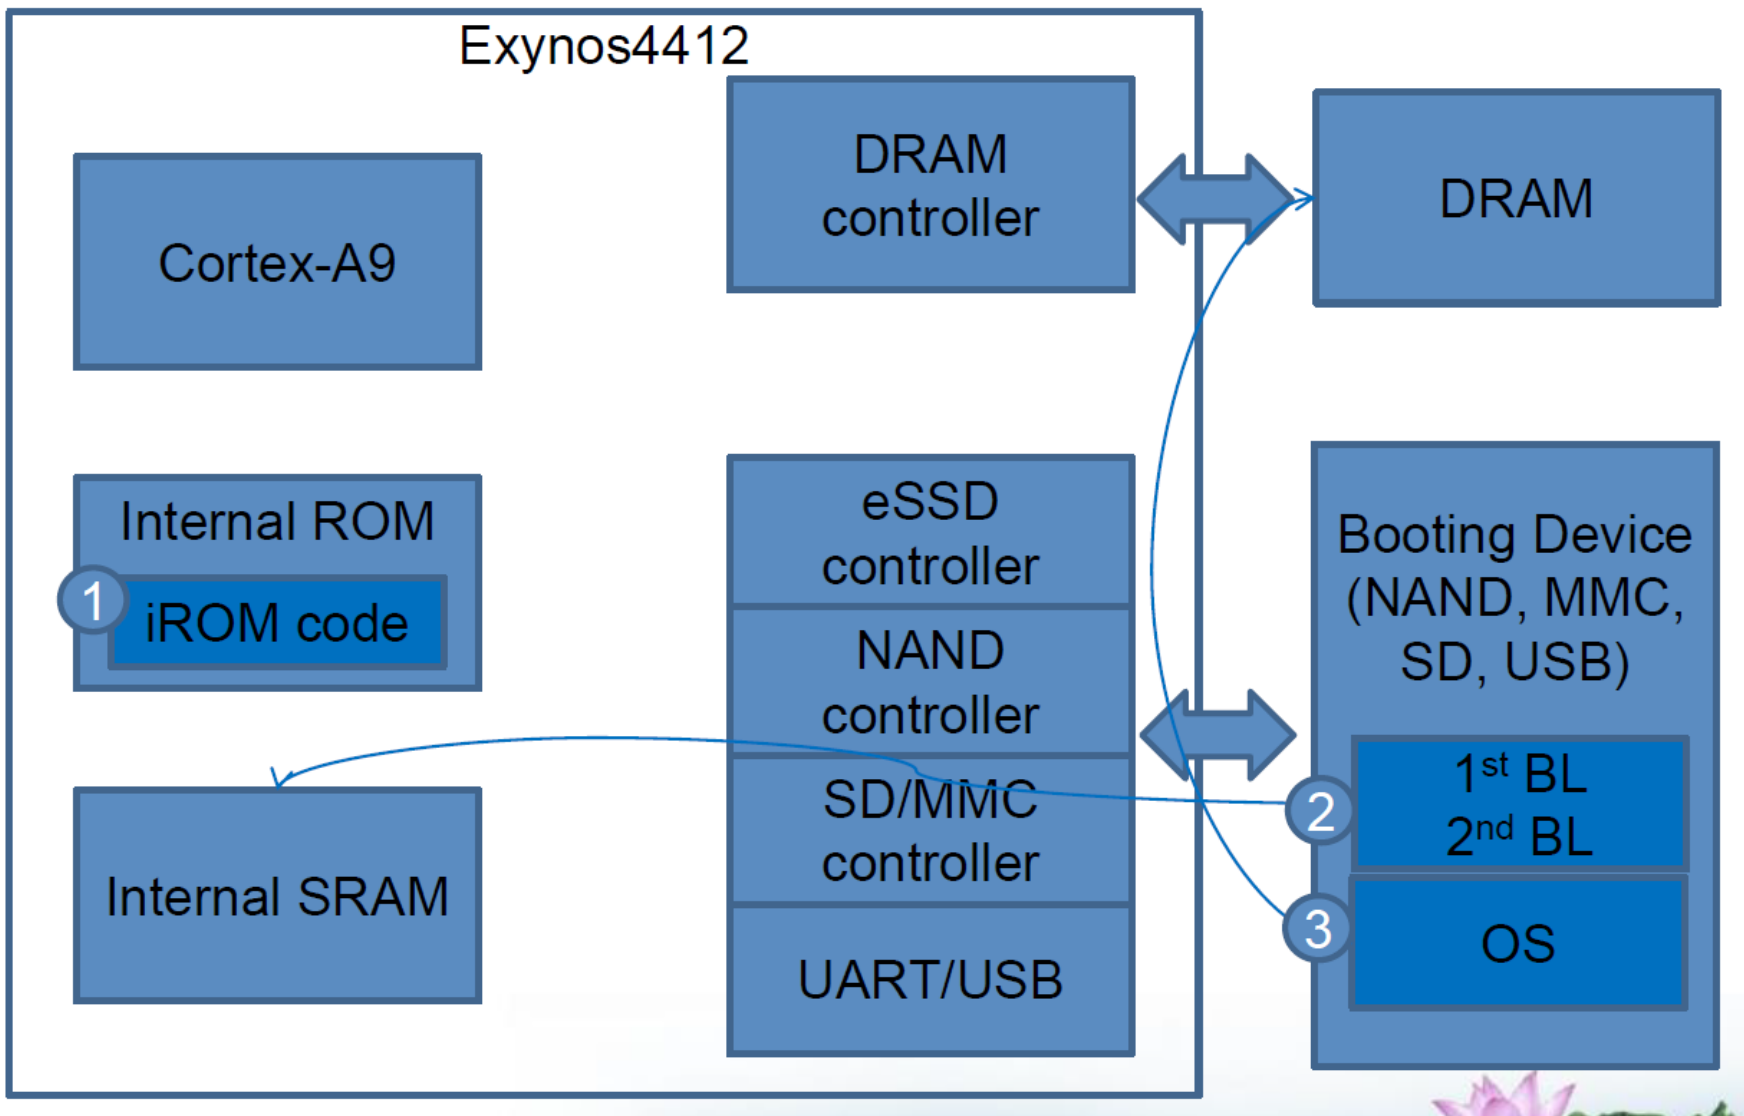 Exynos4412
Cortex-A9
DRAM
controller
DRAM
Internal ROM
1
iROM code
eSSD
controller
NAND
controller
SD/MMC
controller
UART/USB
Internal SRAM
Booting Device
(NAND, MMC,
SD, USB)
2
1st BL
2nd BL
3
OS